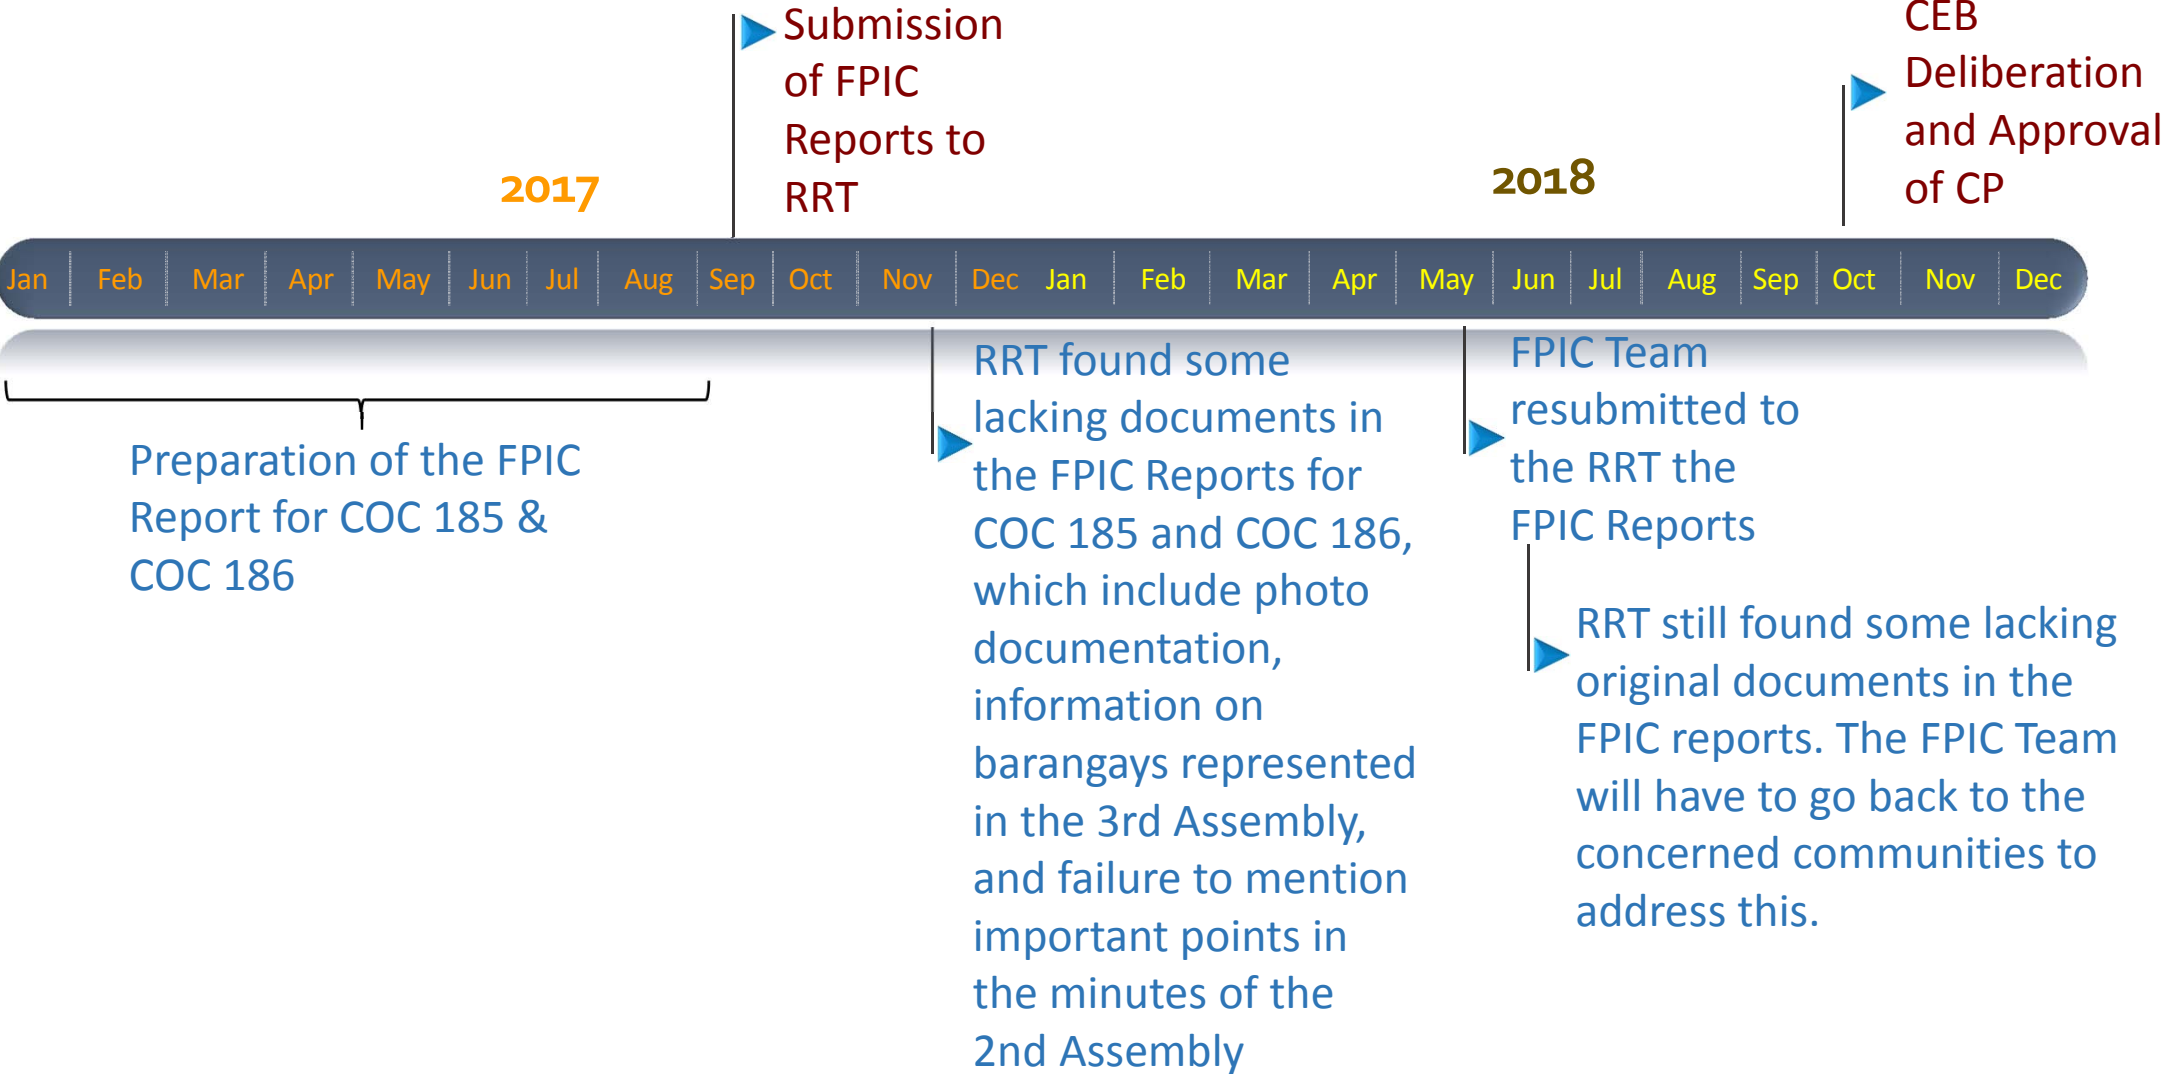 Submission
of FPIC
Reports to
RRT
CEB
Deliberation
and Approval
of CP
2017
2018
Jan Feb Mar Apr May Jun Jul Aug Sep Oct Nov Dec Jan Feb Mar Apr May Jun Jul Aug Sep Oct Nov Dec
Preparation of the FPIC
Report for COC 185 &
COC 186
RRT found some
lacking documents in
the FPIC Reports for
COC 185 and COC 186,
which include photo
documentation,
information on
barangays represented
in the 3rd Assembly,
and failure to mention
important points in
the minutes of the
2nd Assembly
FPIC Team
resubmitted to
the RRT the
FPIC Reports
RRT still found some lacking
original documents in the
FPIC reports. The FPIC Team
will have to go back to the
concerned communities to
address this.